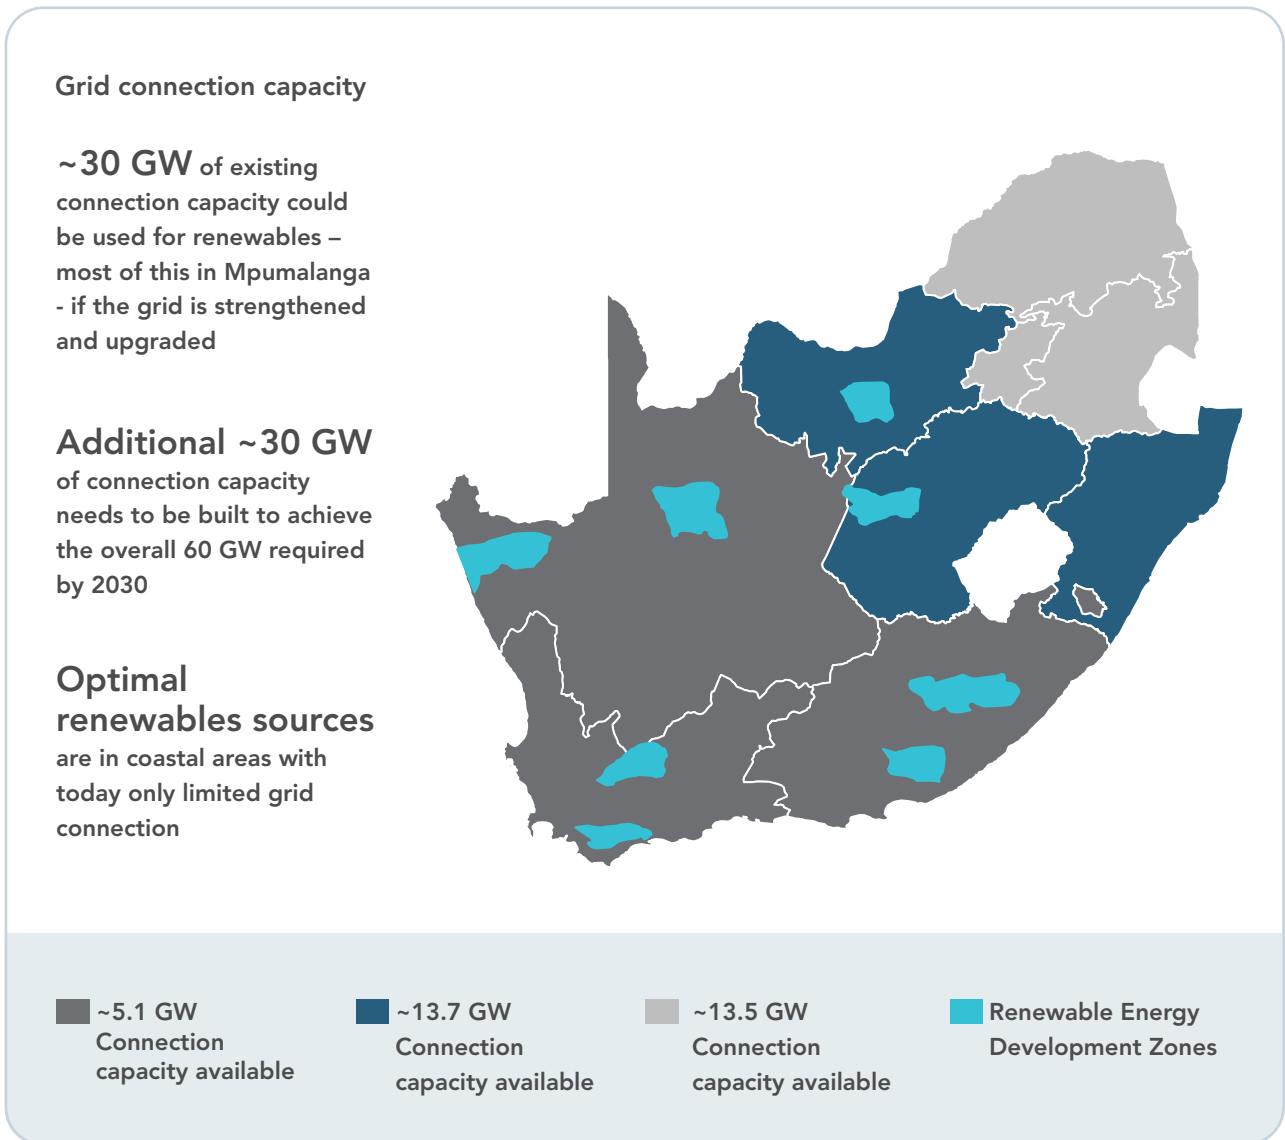 Grid connection capacity
~30 GW of existing
connection capacity could
be used for renewables –
most of this in Mpumalanga
- if the grid is strengthened
and upgraded
Additional ~30 GW
of connection capacity
needs to be built to achieve
the overall 60 GW required
by 2030
Optimal
renewables sources
are in coastal areas with
today only limited grid
connection
~5.1 GW
Connection
capacity available
~13.7 GW
Connection
capacity available
~13.5 GW
Connection
capacity available
Renewable Energy
Development Zones